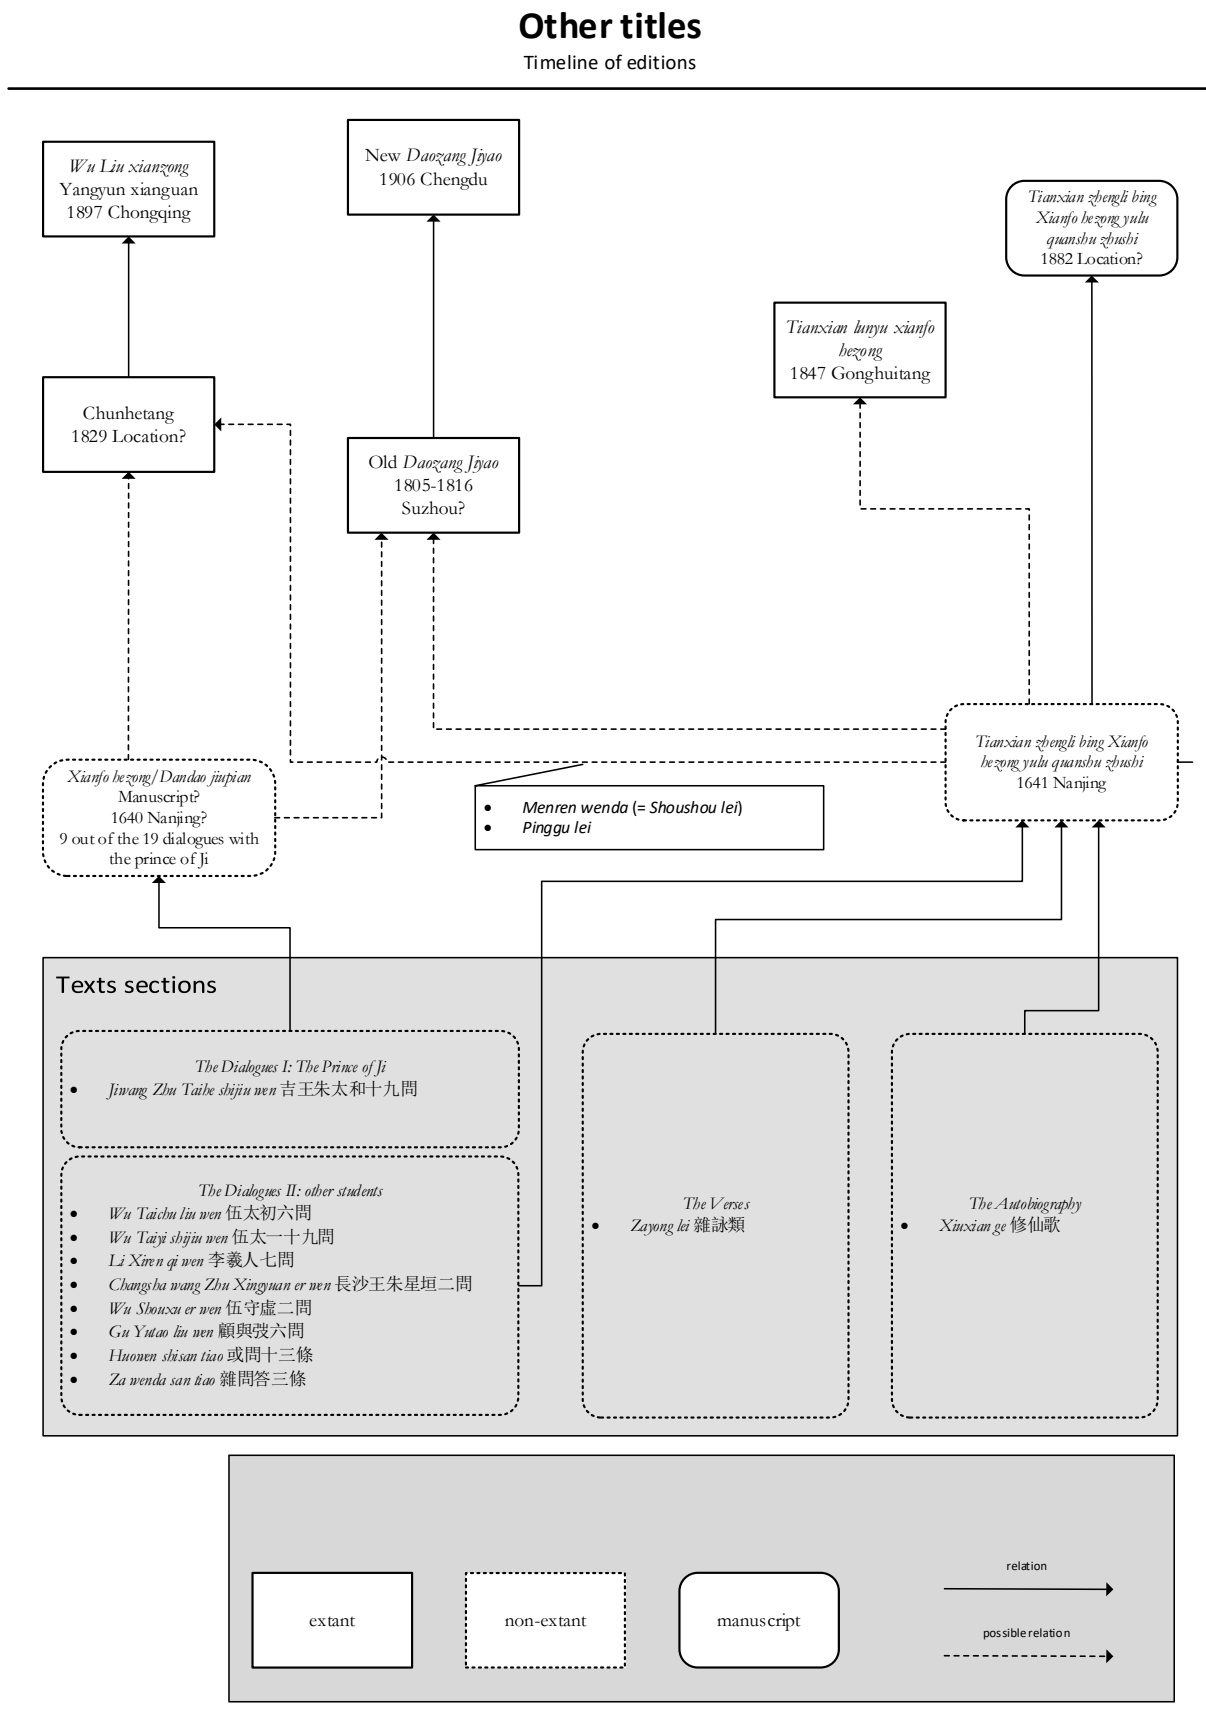 Other titles
Timeline of editions
Wu Liu xianzong
Yangyun xianguan
1897 Chongqing
New Daozang Jiyao
1906 Chengdu
Tianxian zhengli bing
Xianfo hezong yulu
quanshu zhushi
1882 Location?
Tianxian lunyu xianfo
hezong
1847 Gonghuitang
Chunhetang
1829 Location?
Old Daozang Jiyao
1805-1816
Suzhou?
Xianfo hezong/Dandao jiupian
Manuscript?
1640 Nanjing?
9 out of the 19 dialogues with
the prince of Ji
Tianxian zhengli bing Xianfo
hezong yulu quanshu zhushi
1641 Nanjing
• Menren wenda (= Shoushou lei)
• Pinggu lei
Texts sections
The Dialogues I: The Prince of Ji
• Jiwang Zhu Taihe shijiu wen 吉王朱太和十九問
The Dialogues II: other students
• Wu Taichu liu wen 伍太初六問
• Wu Taiyi shijiu wen 伍太一十九問
• Li Xiren qi wen 李羲人七問
• Changsha wang Zhu Xingyuan er wen 長沙王朱星垣二問
• Wu Shouxu er wen 伍守虛二問
• Gu Yutao liu wen 顧與弢六問
• Huowen shisan tiao 或問十三條
• Za wenda san tiao 雜問答三條
The Verses
• Zayong lei 雜詠類
The Autobiography
• Xiuxian ge 修仙歌
extant
non-extant
manuscript
relation
possible relation